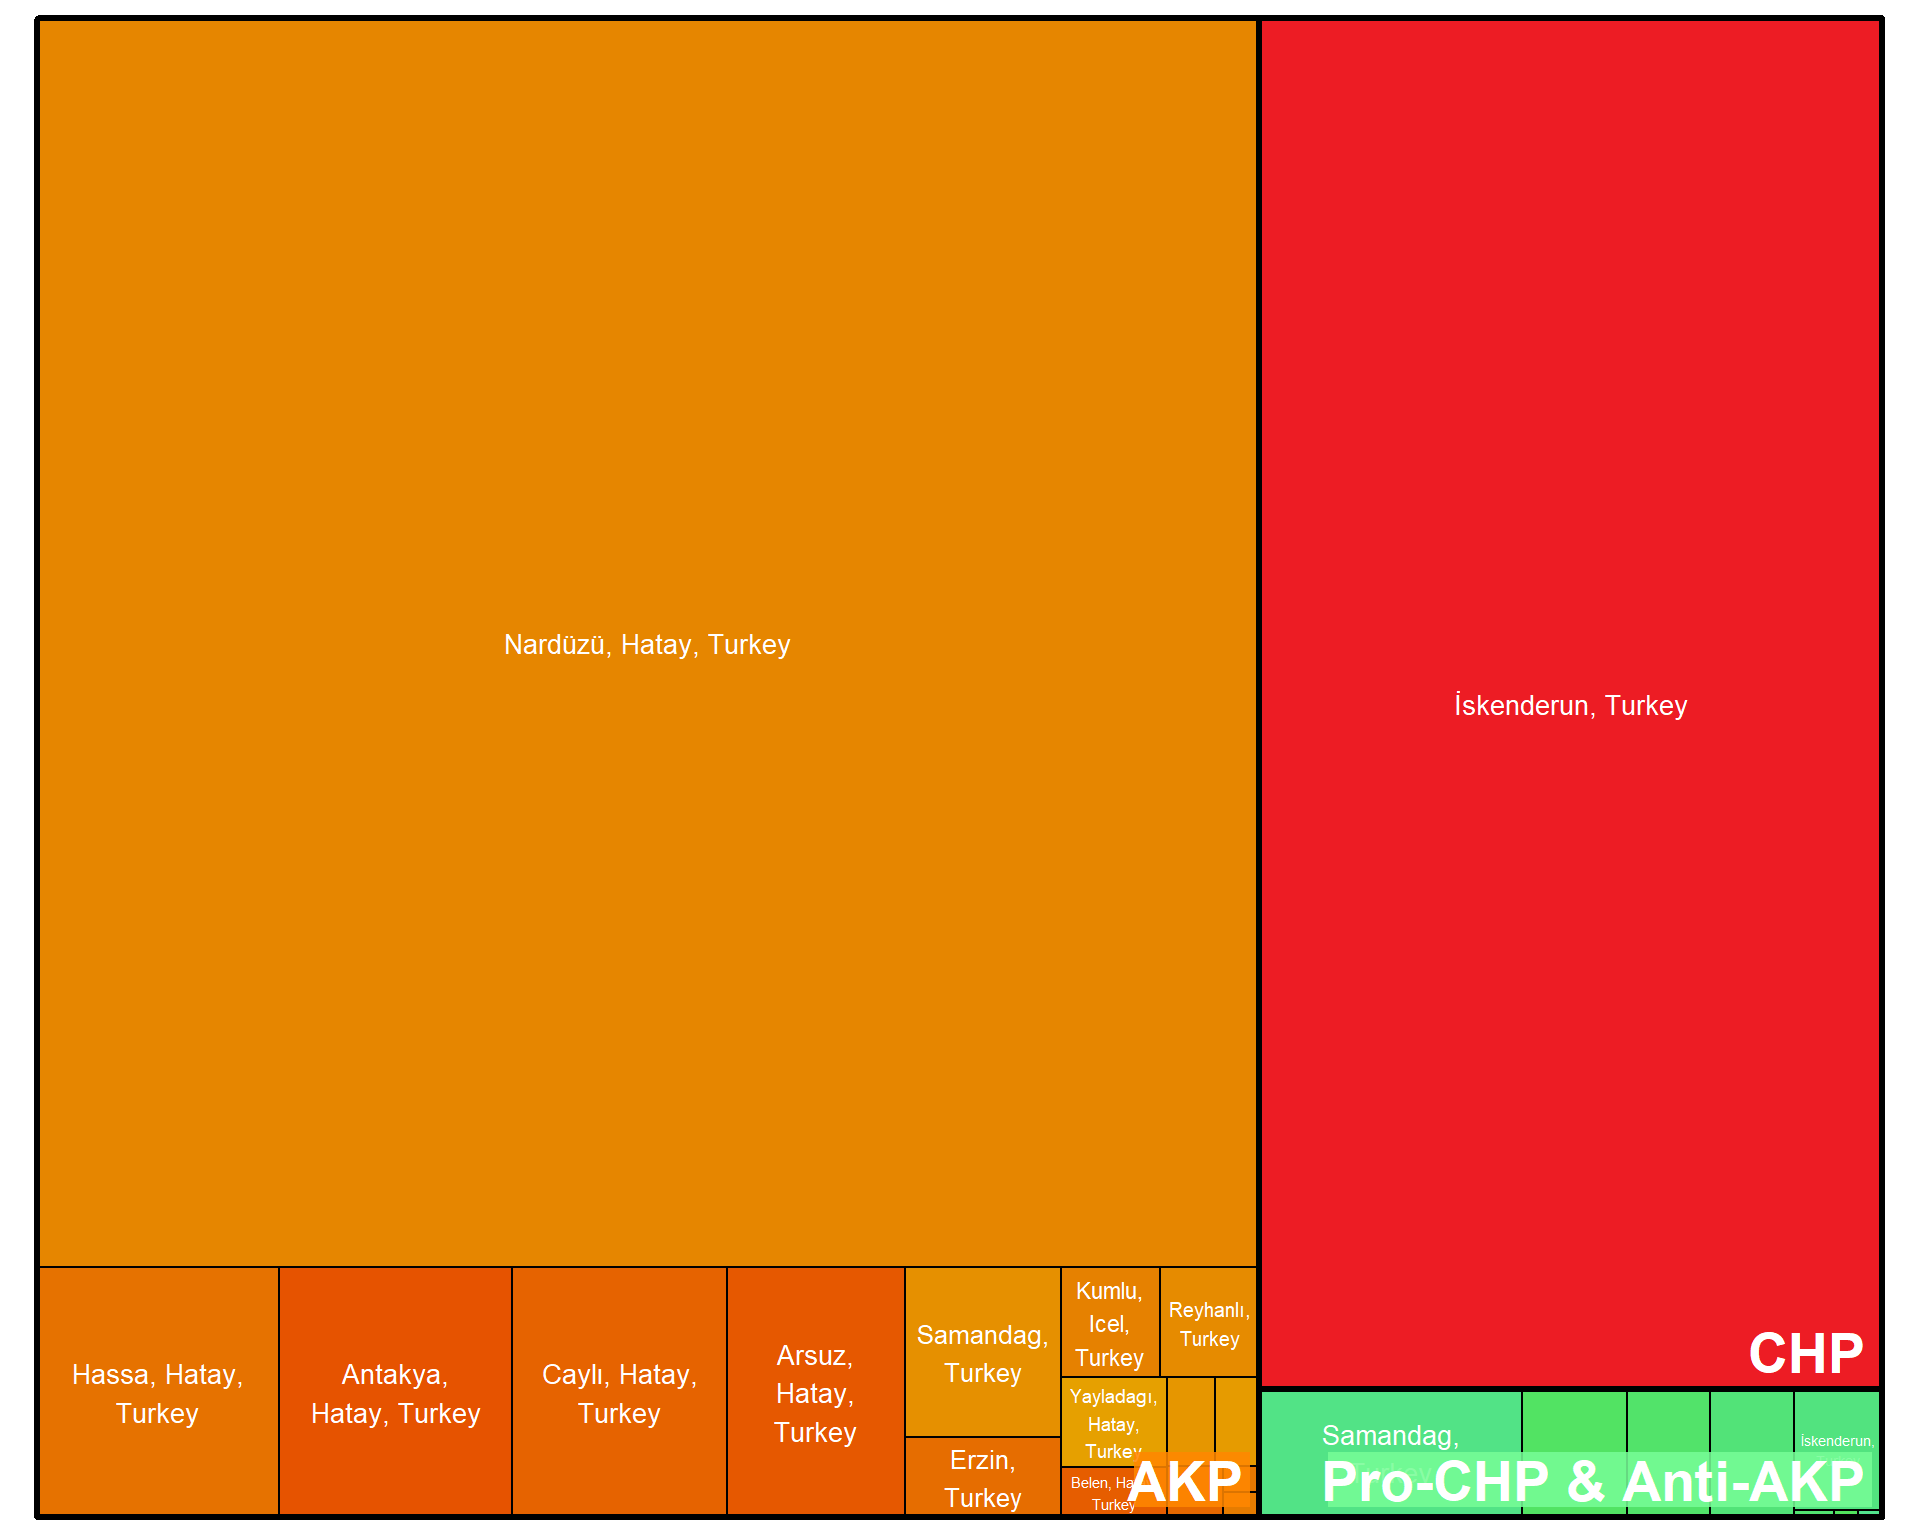 Nardüzü, Hatay, Turkey
İskenderun, Turkey
CHP
Hassa, Hatay,
Turkey
Antakya,
Hatay, Turkey
Caylı, Hatay,
Turkey
Arsuz,
Hatay,
Turkey
Samandag,
Turkey
Erzin,
Turkey
Kumlu,
Icel,
Turkey
Reyhanlı,
Turkey
Yayladagı,
Hatay,
Turkey
Belen, Ha
Turkey
AKP
Samandag,
Turkey
İskenderun,
Pro-CHP & Anti-AKP